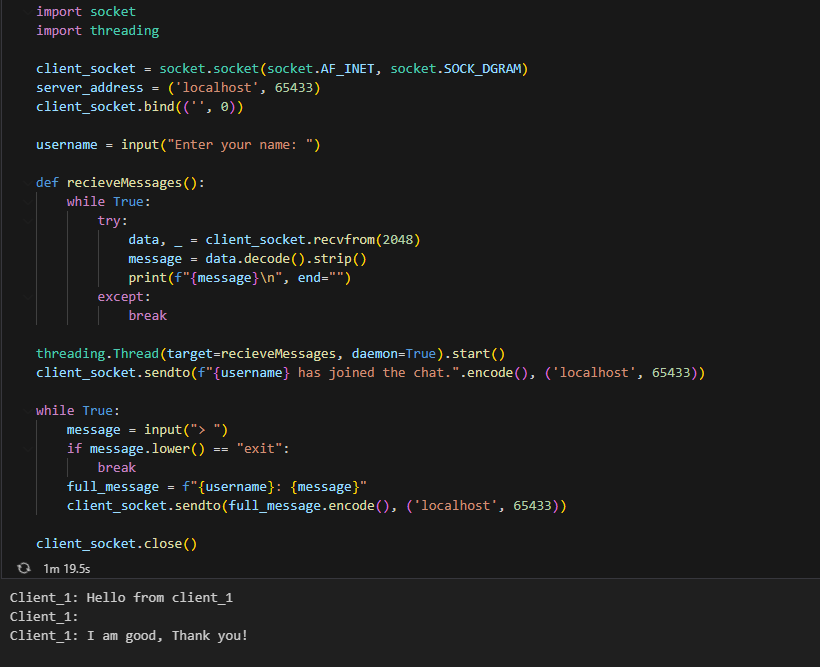 import socket
import threading
client_socket = socket.socket(socket.AF_INET, socket.SOCK_DGRAM)
server_address = ('localhost', 65433)
client_socket.bind(('', 0))
username = input("Enter your name: ")
def recieveMessages():
    while True:
        try:
            data, _ = client_socket.recvfrom(2048)
            message = data.decode().strip()
            print(f"{message}\n", end="")
        except:
            break
threading.Thread(target=recieveMessages, daemon=True).start()
client_socket.sendto(f"{username} has joined the chat.".encode(), ('localhost', 65433))
while True:
    message = input("> ")
    if message.lower() == "exit":
        break
    full_message = f"{username}: {message}"
    client_socket.sendto(full_message.encode(), ('localhost', 65433))
client_socket.close()
1m 19.5s
Client_1: Hello from client_1
Client_1:
Client_1: I am good, Thank you!